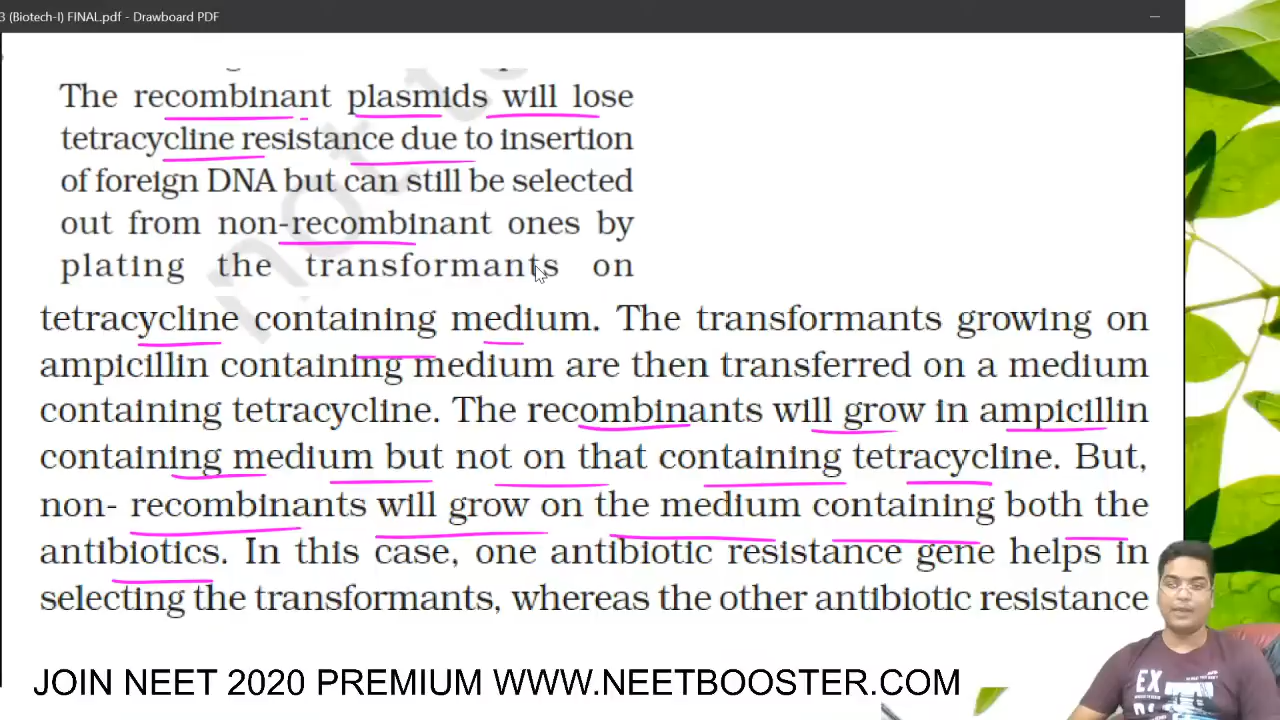 3 (Biotech-I) FINAL.pdf - Drawboard PDF
The recombinant plasmids will lose
tetracycline resistance due to insertion
of foreign DNA but can still be selected
out from non-recombinant ones by
plating the transformants on
tetracycline containing medium. The transformants growing on
ampicillin containing medium are then transferred on a medium
containing tetracycline. The recombinants will grow in ampicillin
containing medium but not on that containing tetracycline. But,
non- recombinants will grow on the medium containing both the
antibiotics. In this case, one antibiotic resistance gene helps in
selecting the transformants, whereas the other antibiotic resistance
JOIN NEET 2020 PREMIUM WWW.NEETBOOSTER.COM
EX